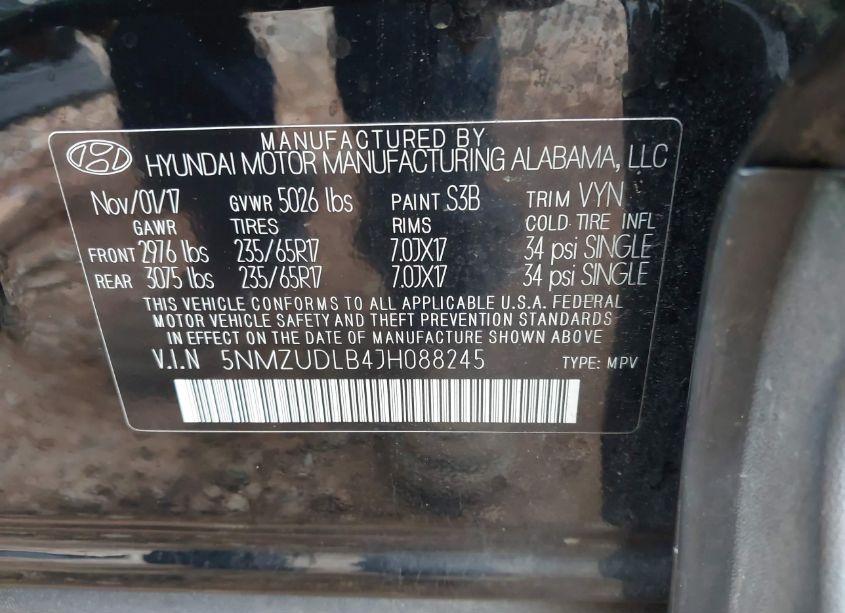 MANUFACTURED BY
HYUNDAI MOTOR MANUFACTURING ALABAMA, LLC
Nov/01/17 GVWR 5026 lbs PAINT S3B TRIM VYN
GAWR TIRES RIMS COLD TIRE INFL
FRONT 2976 lbs 235/65R17 7.0JX17 34 psi SINGLE
REAR 3075 lbs 235/65R17 7.0JX17 34 psi SINGLE
THIS VEHICLE CONFORMS TO ALL APPLICABLE U.S.A. FEDERAL
MOTOR VEHICLE SAFETY AND THEFT PREVENTION STANDARDS
IN EFFECT ON THE DATE OF MANUFACTURE SHOWN ABOVE.
V.I.N 5NMZUDLB4JH088245 TYPE: MPV